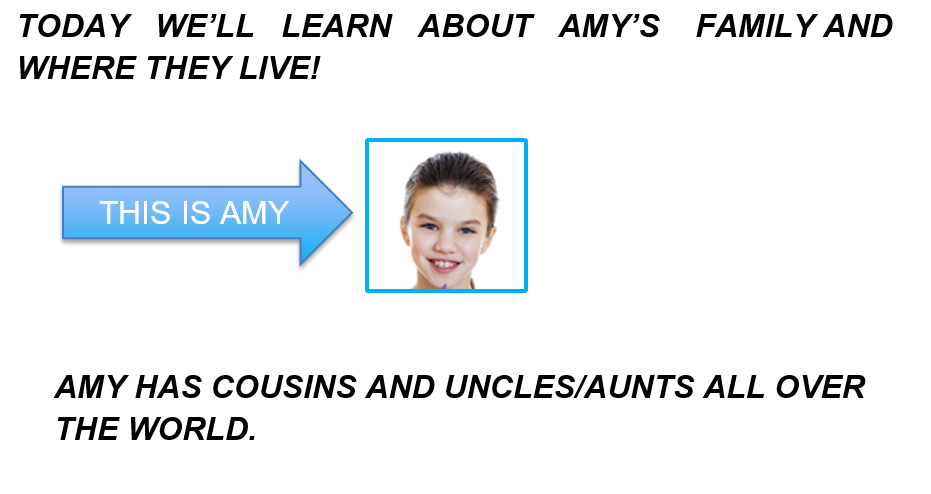 TODAY WE’LL LEARN ABOUT AMY’S FAMILY AND
WHERE THEY LIVE!
THIS IS AMY
AMY HAS COUSINS AND UNCLES/AUNTS ALL OVER
THE WORLD.